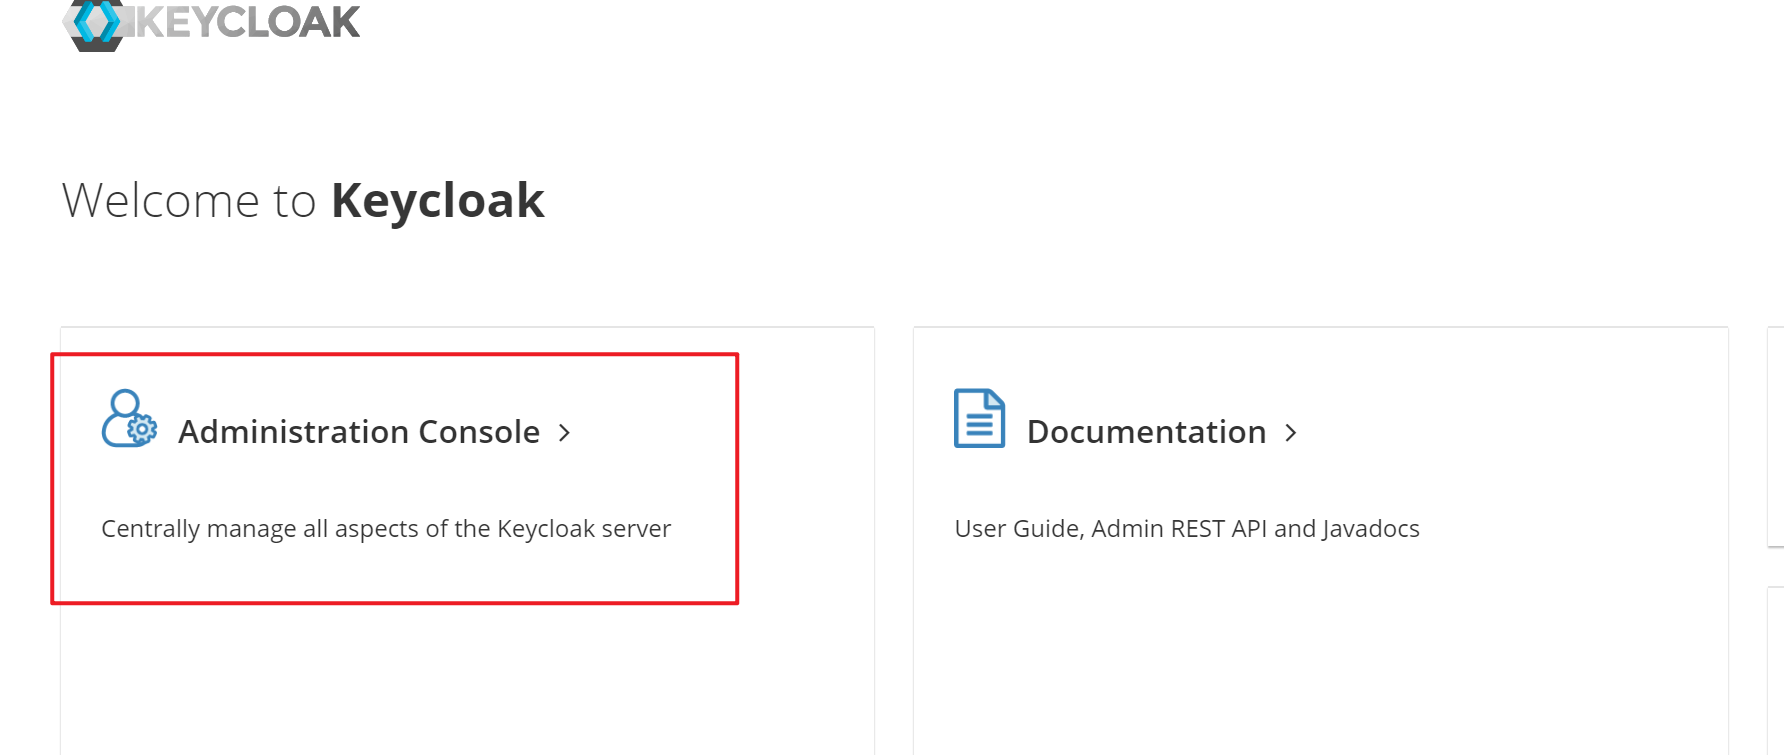 KEYCLOAK
Welcome to Keycloak
Administration Console
Centrally manage all aspects of the Keycloak server
Documentation
User Guide, Admin REST API and Javadocs